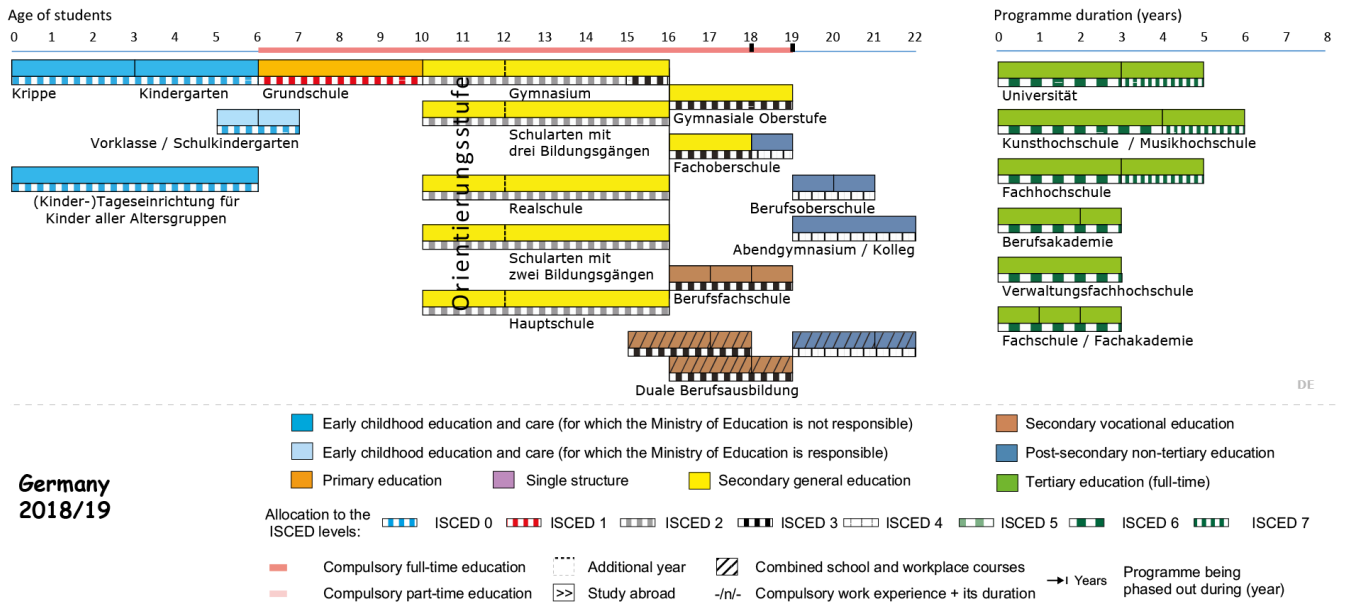 Age of students
Programme duration (years)
0 1 2 3 4 5 6 7 8 9 10 11 12 13 14 15 16 17 18 19 20 21 22
0 1 2 3 4 5 6 7 8
Krippe
Kindergarten
Grundschule
Gymnasium
Vorklasse / Schulkindergarten
(Kinder-)Tageseinrichtung für
Kinder aller Altersgruppen
Orientierungsstufe
Schularten mit
drei Bildungsgängen
Realschule
Schularten mit
zwei Bildungsgängen
Hauptschule
Gymnasiale Oberstufe
Fachoberschule
Berufsoberschule
Abendgymnasium / Kolleg
Berufsfachschule
Duale Berufsausbildung
Universität
Kunsthochschule / Musikhochschule
Fachhochschule
Berufsakademie
Verwaltungsfachhochschule
Fachschule / Fachakademie
DE
Germany
2018/19
Early childhood education and care (for which the Ministry of Education is not responsible)
Early childhood education and care (for which the Ministry of Education is responsible)
Primary education
Single structure
Secondary general education
Secondary vocational education
Post-secondary non-tertiary education
Tertiary education (full-time)
Allocation to the
ISCED levels:
ISCED 0
ISCED 1
ISCED 2
ISCED 3
ISCED 4
ISCED 5
ISCED 6
ISCED 7
Compulsory full-time education
Compulsory part-time education
Additional year
>> Study abroad
Combined school and workplace courses
-/n/- Compulsory work experience + its duration
Years
Programme being
phased out during (year)